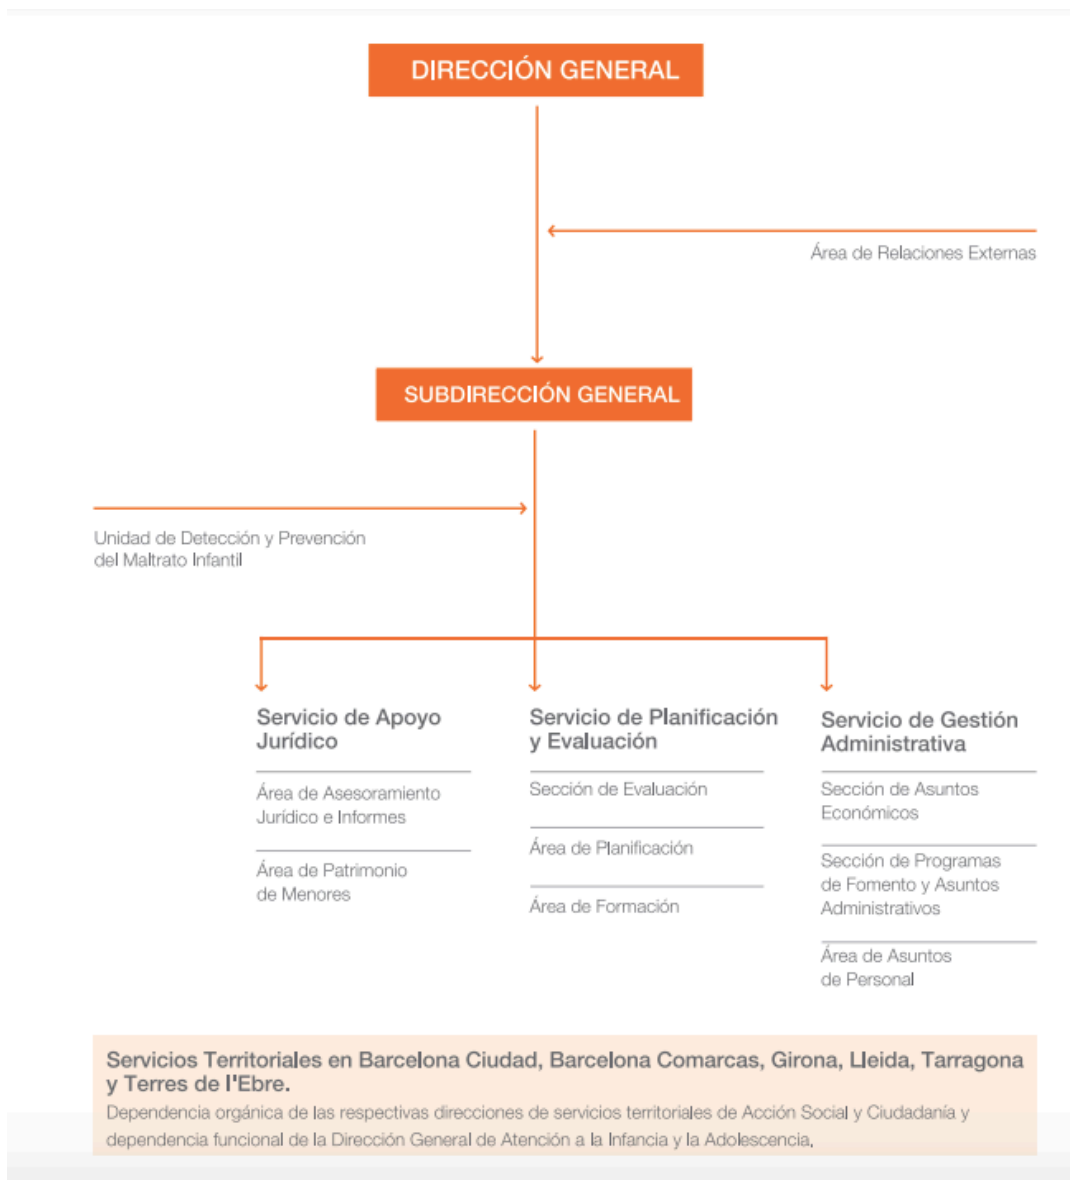 DIRECCIÓN GENERAL
Área de Relaciones Externas
SUBDIRECCIÓN GENERAL
Unidad de Detección y Prevención
del Maltrato Infantil
Servicio de Apoyo
Jurídico
Área de Asesoramiento
Jurídico e Informes
Área de Patrimonio
de Menores
Servicio de Planificación
y Evaluación
Sección de Evaluación
Área de Planificación
Área de Formación
Servicio de Gestión
Administrativa
Sección de Asuntos
Económicos
Sección de Programas
de Fomento y Asuntos
Administrativos
Área de Asuntos
de Personal
Servicios Territoriales en Barcelona Ciudad, Barcelona Comarcas, Girona, Lleida, Tarragona
y Terres de l'Ebre.
Dependencia orgánica de las respectivas direcciones de servicios territoriales de Acción Social y Ciudadanía y
dependencia funcional de la Dirección General de Atención a la Infancia y la Adolescencia.